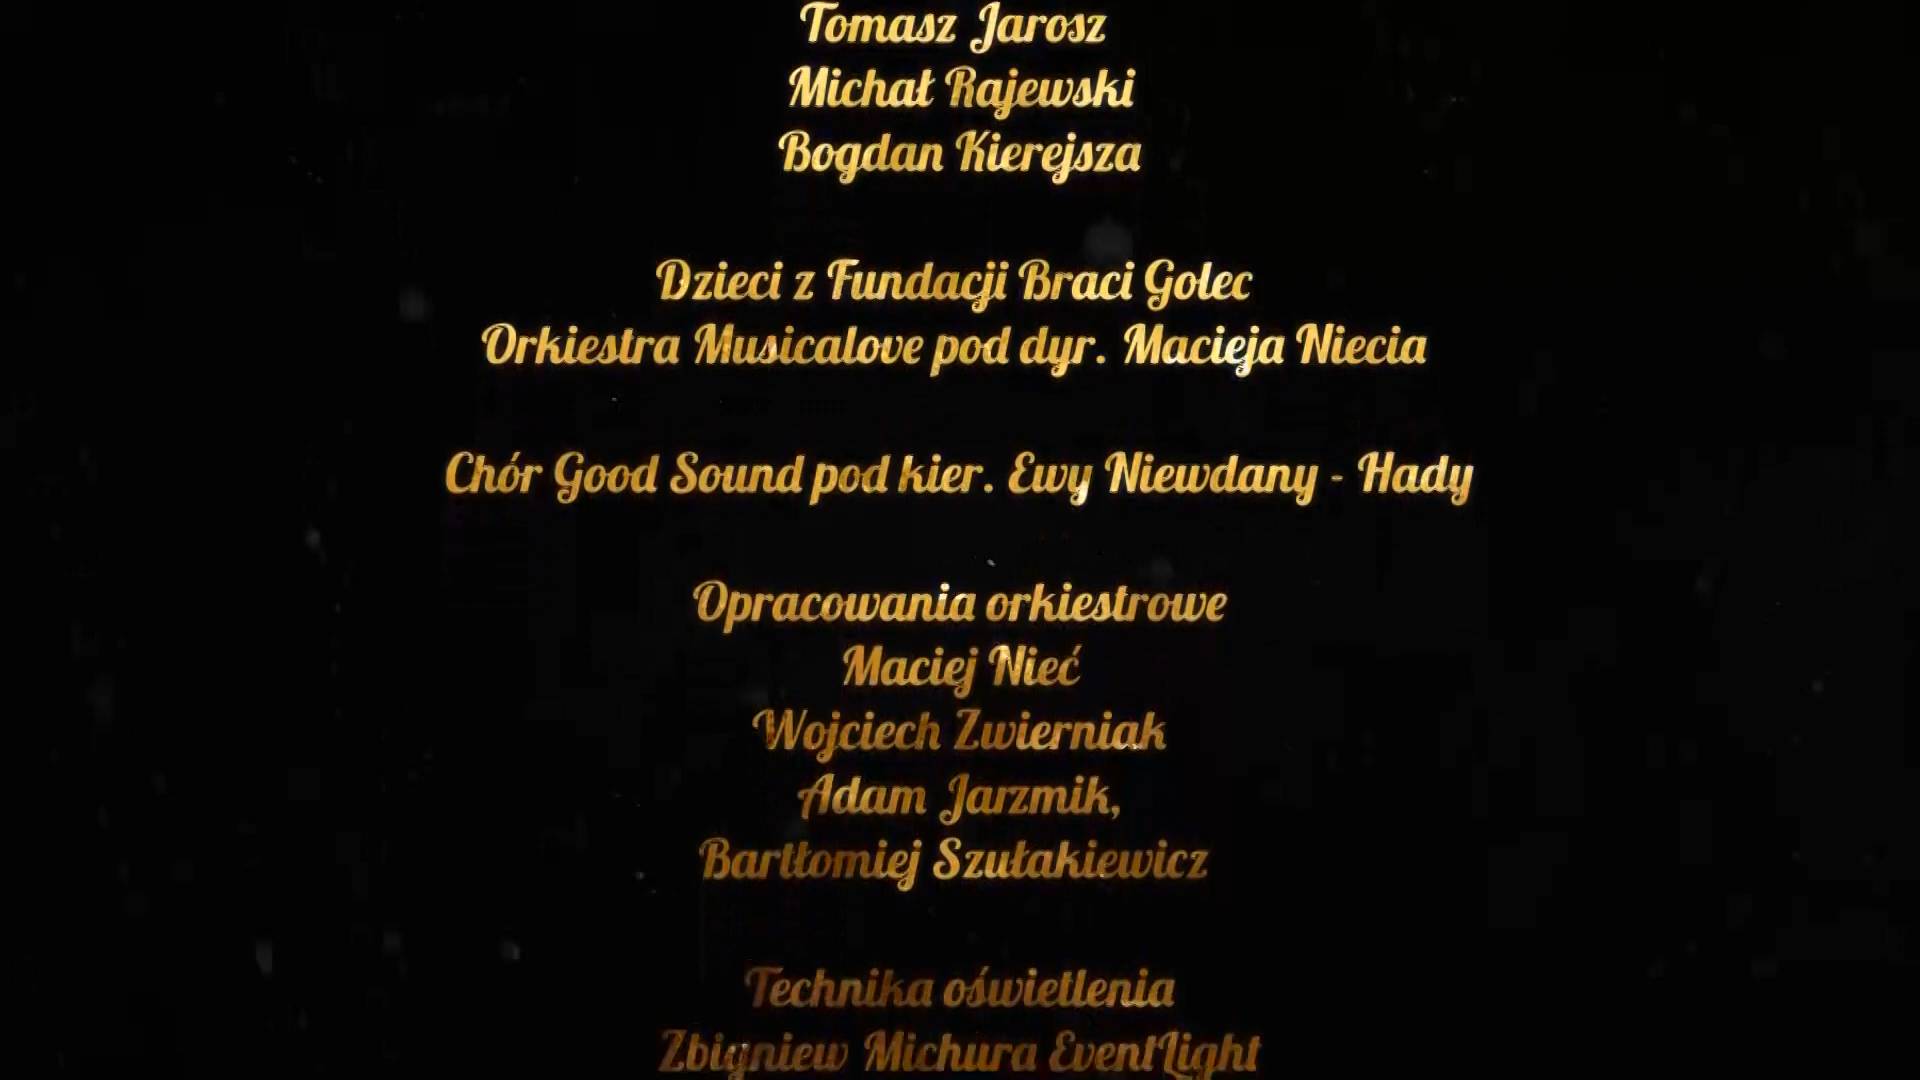 Tomasz Jarosz
Michał Rajewski
Bogdan Kierejsza
Dzieci z Fundacji Braci Golec
Orkiestra Musicalove pod dyr. Macieja Niecia
Chór Good Sound pod kier. Ewy Niewdany - Hady
Opracowania orkiestrowe
Maciej Nieć
Wojciech Zwierniak
Adam Jarzmik,
Bartłomiej Szułakiewicz
Technika oświetlenia
Zbigniew Michura EventLight